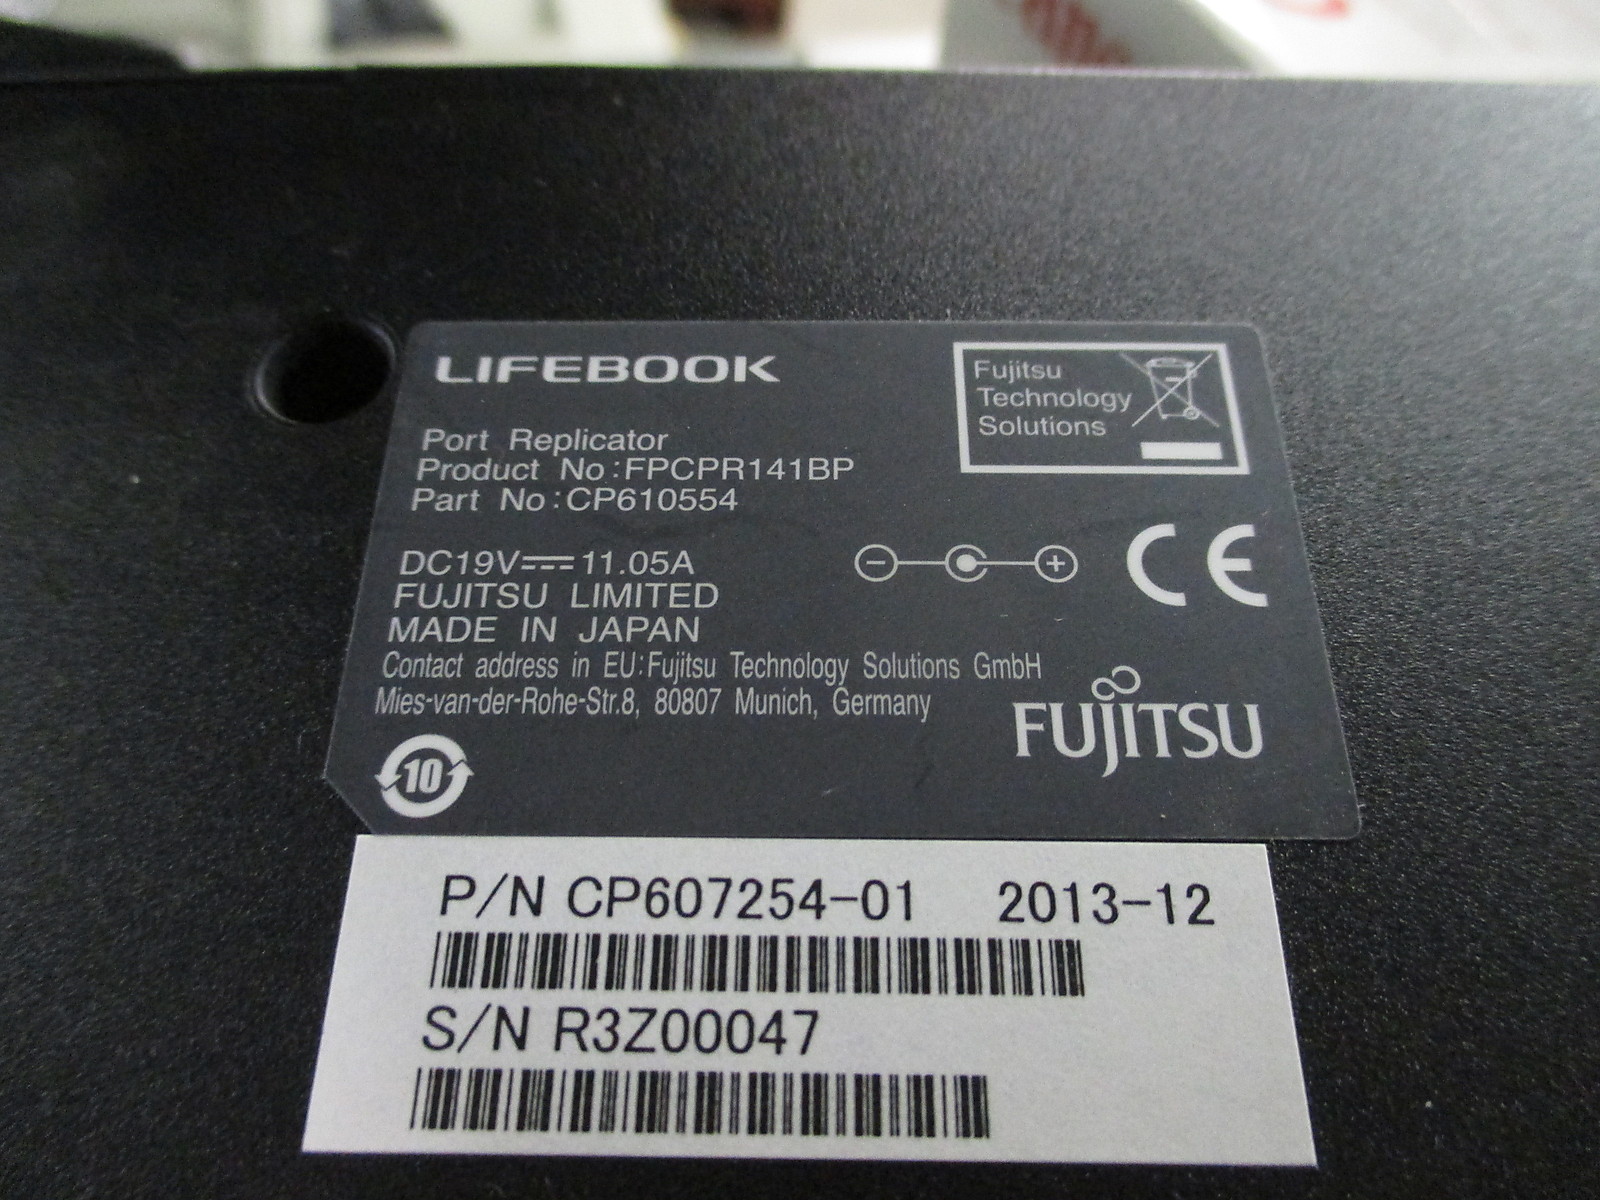 LIFEBOOK
Fujitsu
Technology
Solutions
Port Replicator
Product No:FPCPR141BP
Part No:CP610554
DC19V⎓11.05A
FUJITSU LIMITED
MADE IN JAPAN
Contact address in EU:Fujitsu Technology Solutions GmbH
Mies-van-der-Rohe-Str.8, 80807 Munich, Germany
CE
FUJITSU
10
P/N CP607254-01 2013-12
S/N R3Z00047